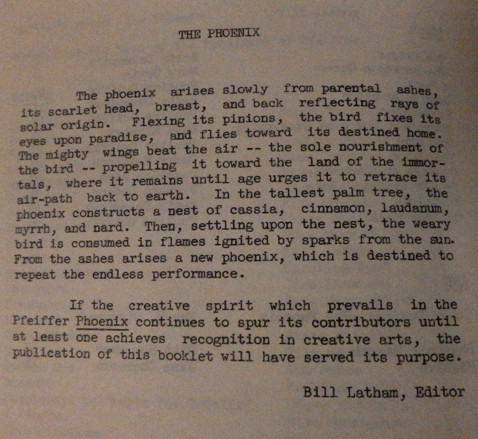 THE PHOENIX
The phoenix arises slowly from parental ashes,
its scarlet head, breast, and back reflecting rays of
solar origin. Flexing its pinions, the bird fixes its
eyes upon paradise, and flies toward its destined home.
The mighty wings beat the air -- the sole nourishment of
the bird -- propelling it toward the land of the immor-
tals, where it remains until age urges it to retrace its
air-path back to earth. In the tallest palm tree, the
phoenix constructs a nest of cassia, cinnamon, laudanum,
myrrh, and nard. Then, settling upon the nest, the weary
bird is consumed in flames ignited by sparks from the sun.
From the ashes arises a new phoenix, which is destined to
repeat the endless performance.
If the creative spirit which prevails in the
Pfeiffer Phoenix continues to spur its contributors until
at least one achieves recognition in creative arts, the
publication of this booklet will have served its purpose.
Bill Latham, Editor